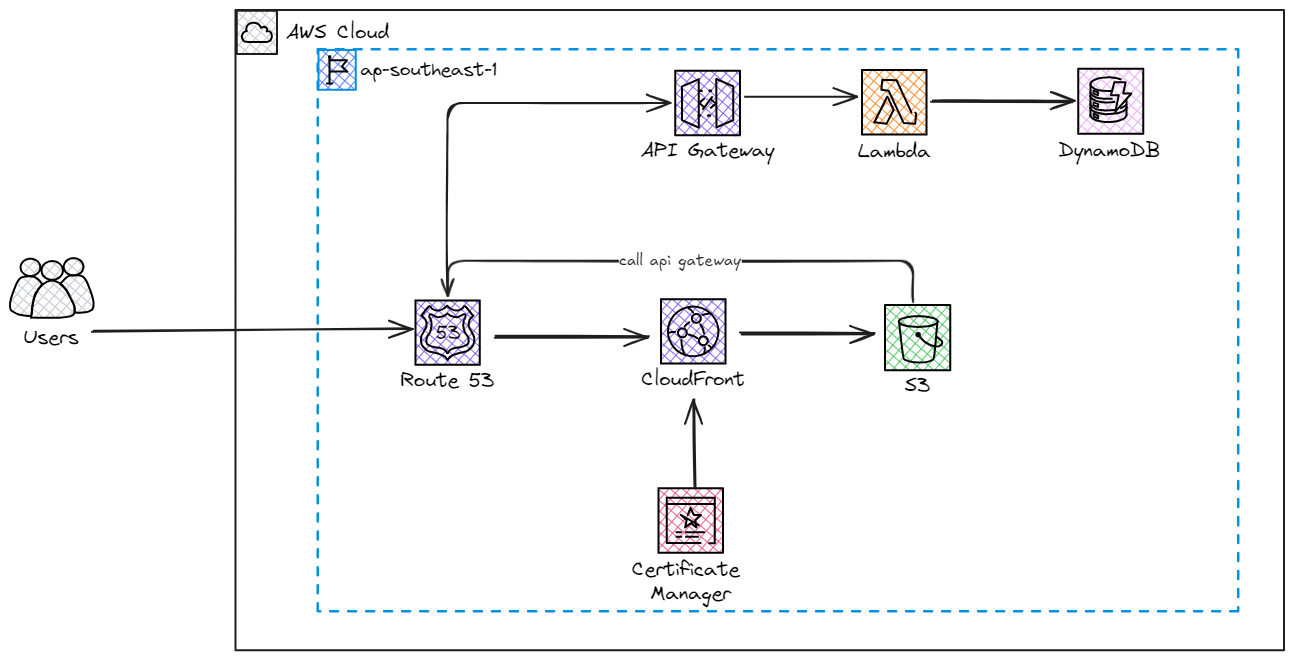 AWS Cloud
ap-southeast-1
API Gateway
Lambda
DynamoDB
call api gateway
Users
53
Route 53
CloudFront
S3
Certificate
Manager